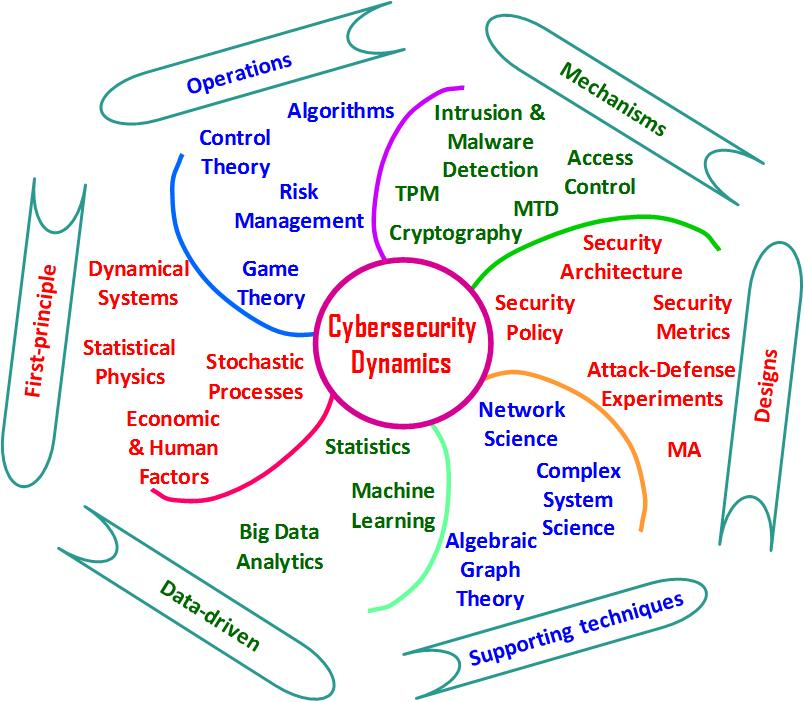 Operations
Algorithms
Control
Theory
Risk
Management
Game
Theory
Mechanisms
Intrusion &
Malware
Detection
Access
Control
TPM
MTD
Cryptography
Designs
Security
Architecture
Security
Policy
Security
Metrics
Attack-Defense
Experiments
MA
Supporting techniques
Network
Science
Complex
System
Science
Algebraic
Graph
Theory
Data-driven
Statistics
Machine
Learning
Big Data
Analytics
First-principle
Dynamical
Systems
Statistical
Physics
Stochastic
Processes
Economic
& Human
Factors
Cybersecurity
Dynamics